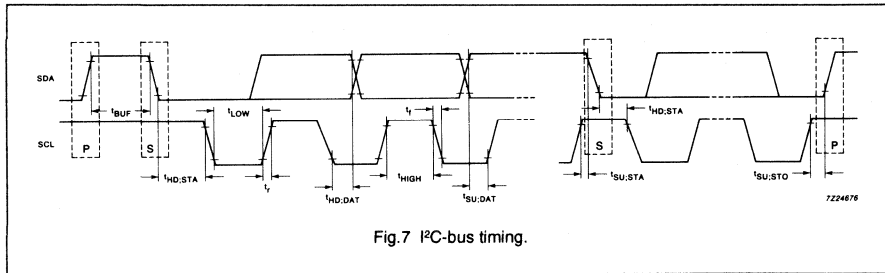 SDA
tBUF
tLOW
tf
tHD;STA
SCL
P
S
S
P
tHD;STA
tr
tHD;DAT
tHIGH
tSU;DAT
tSU;STA
tSU;STO
7Z24676
Fig.7 I²C-bus timing.